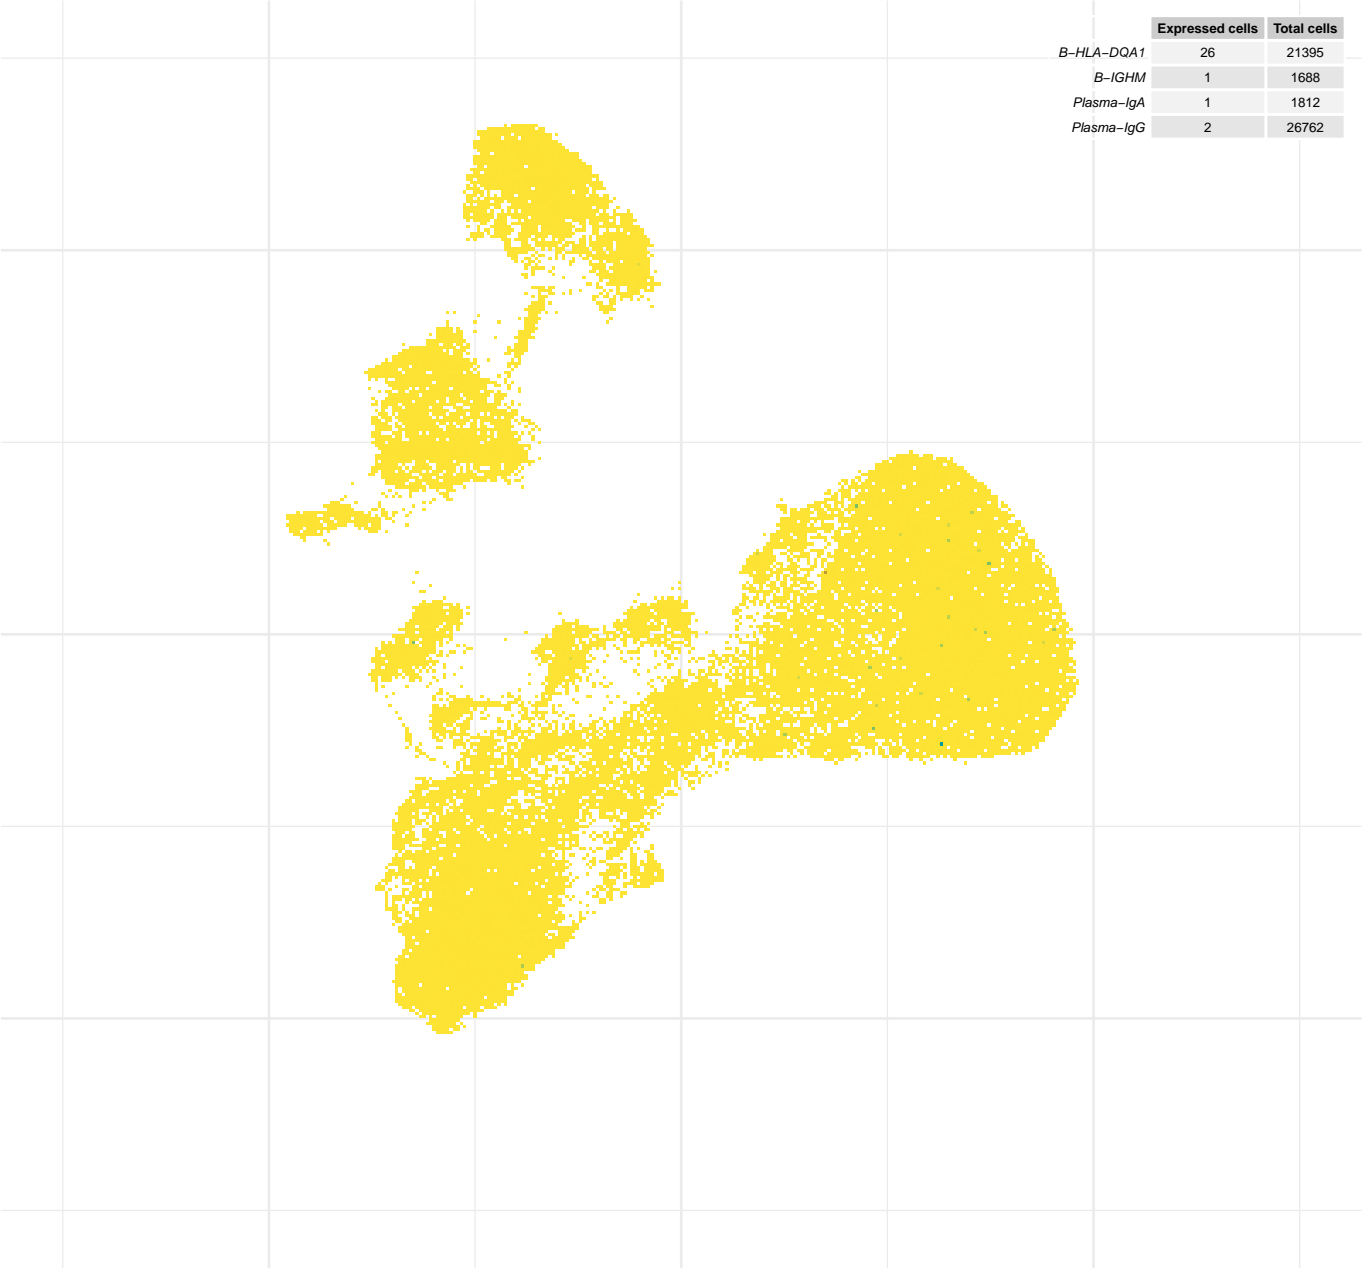 Expressed cells Total cells
B−HLA−DQA1 26 21395
B−IGHM 1 1688
Plasma−IgA 1 1812
Plasma−IgG 2 26762